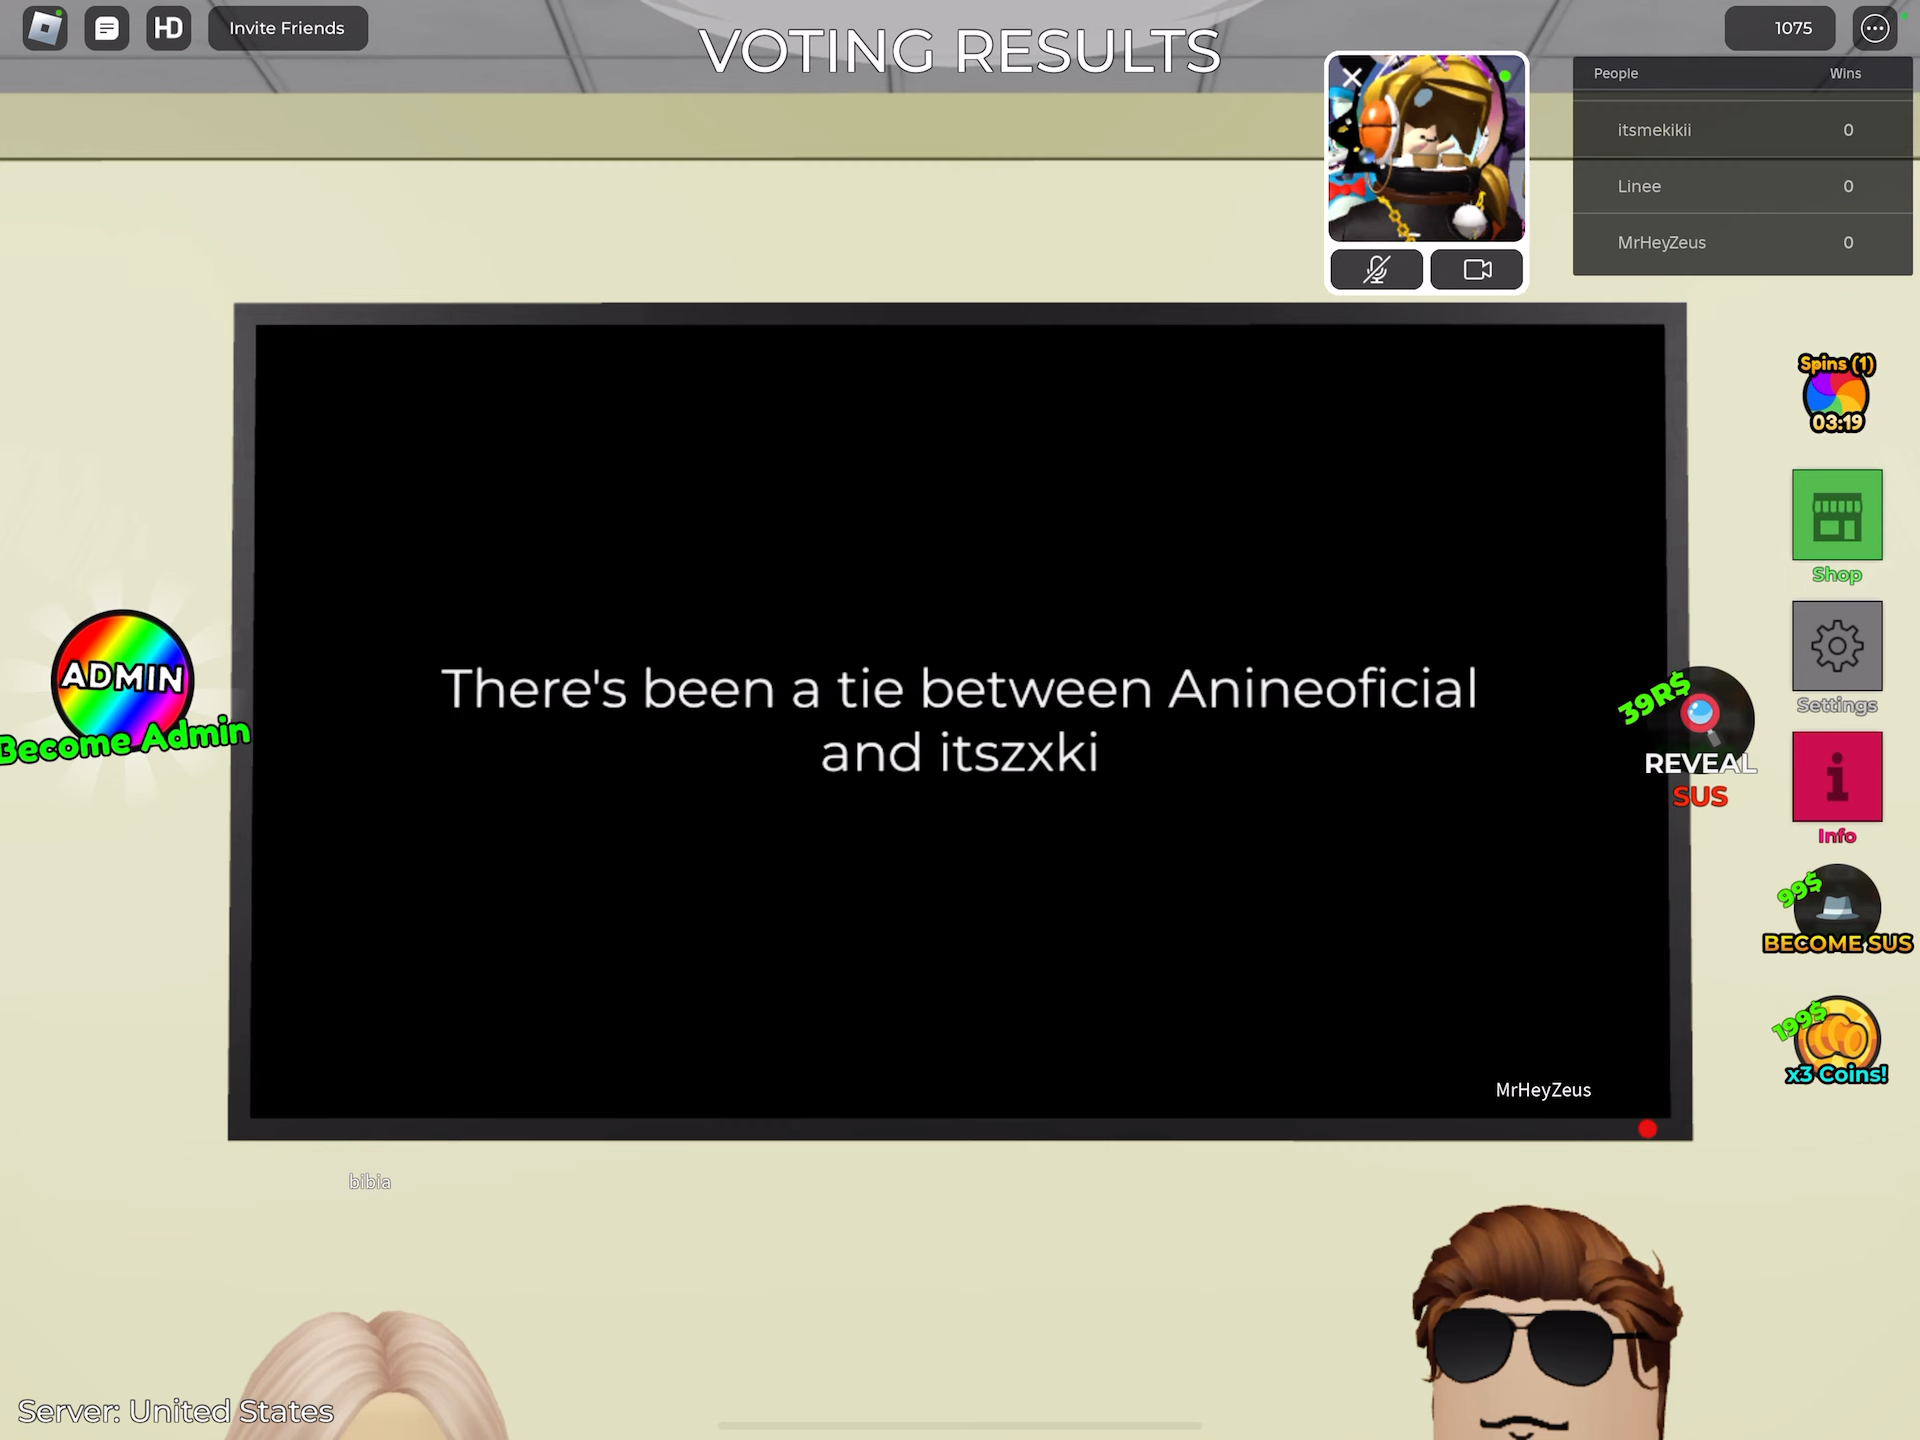 HD
Invite Friends
VOTING RESULTS
1075
People Wins
itsmekikii 0
Linee 0
MrHeyZeus 0
Spins (1)
03:19
Shop
Settings
ADMIN
Become Admin
There's been a tie between Anineoficial
and itszxki
39R$
REVEAL
SUS
Info
99$
BECOME SUS
199$
x3 Coins!
MrHeyZeus
bibia
Server: United States